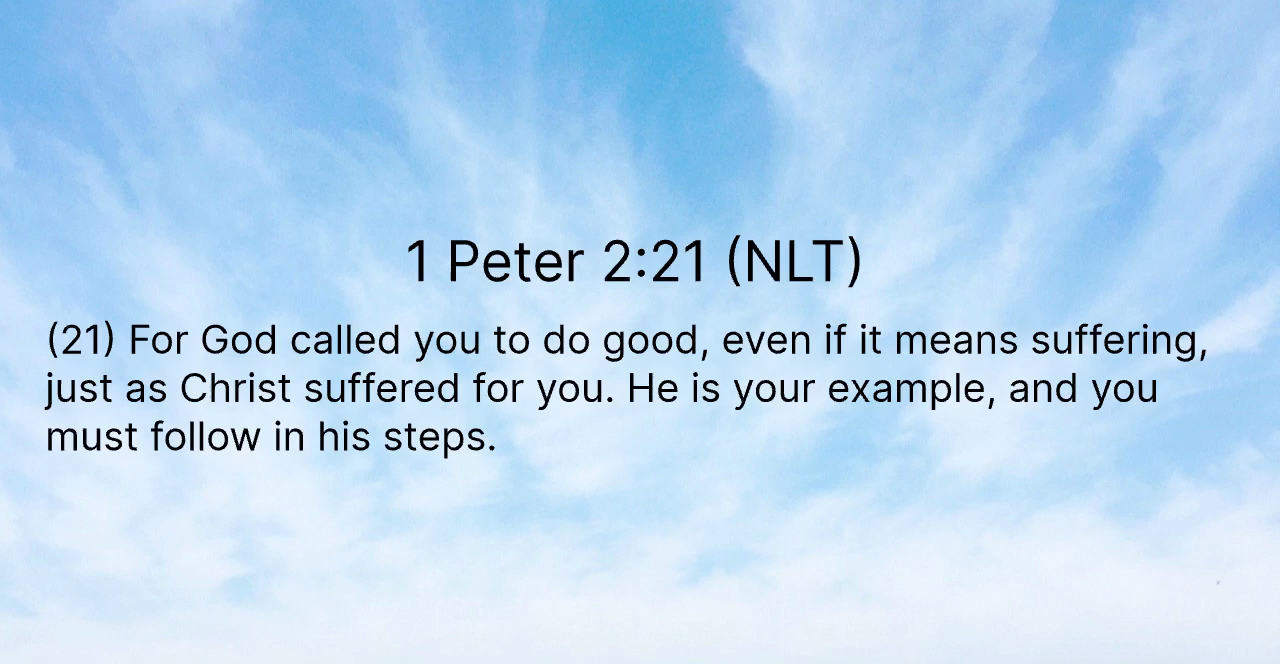 1 Peter 2:21 (NLT)
(21) For God called you to do good, even if it means suffering,
just as Christ suffered for you. He is your example, and you
must follow in his steps.